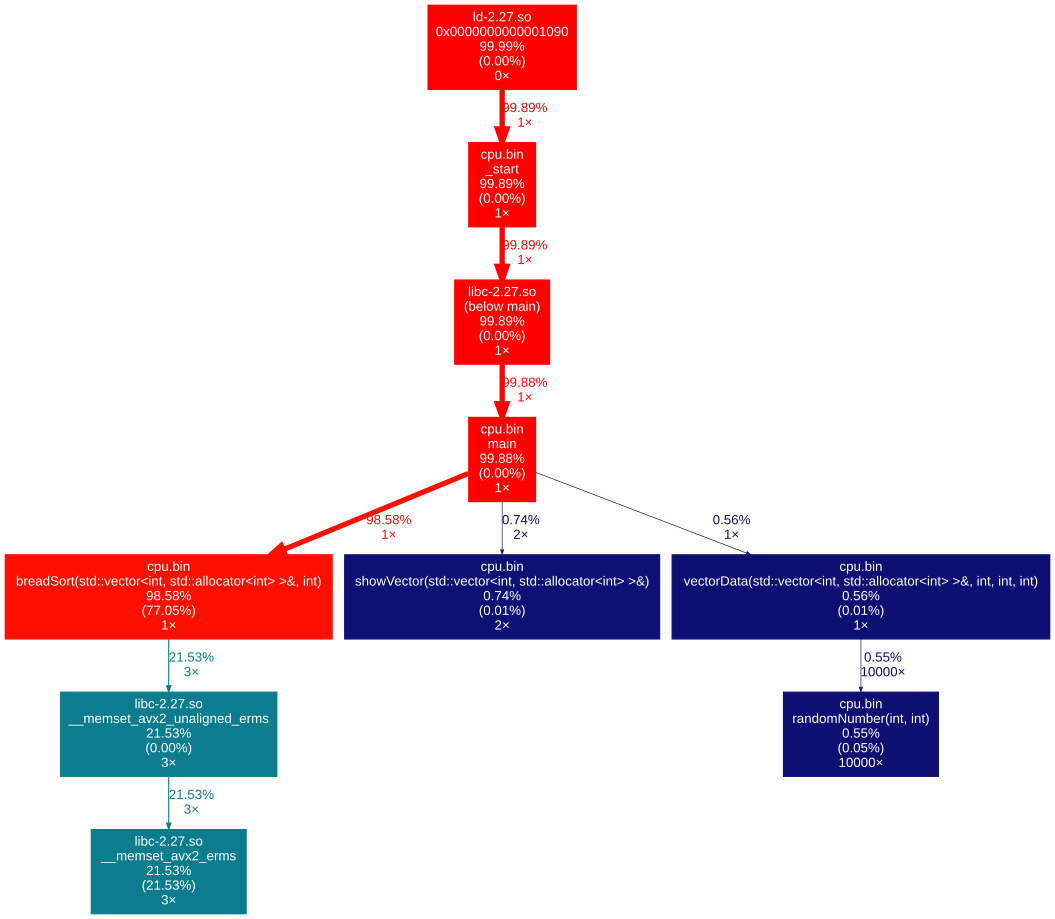 ld-2.27.so
0x0000000000001090
99.99%
(0.00%)
0×
99.89%
1×
cpu.bin
_start
99.89%
(0.00%)
1×
99.89%
1×
libc-2.27.so
(below main)
99.89%
(0.00%)
1×
99.88%
1×
cpu.bin
main
99.88%
(0.00%)
1×
98.58%
1×
0.74%
2×
0.56%
1×
cpu.bin
breadSort(std::vector<int, std::allocator<int> >&, int)
98.58%
(77.05%)
1×
cpu.bin
showVector(std::vector<int, std::allocator<int> >&)
0.74%
(0.01%)
2×
cpu.bin
vectorData(std::vector<int, std::allocator<int> >&, int, int, int)
0.56%
(0.01%)
1×
21.53%
3×
0.55%
10000×
libc-2.27.so
__memset_avx2_unaligned_erms
21.53%
(0.00%)
3×
cpu.bin
randomNumber(int, int)
0.55%
(0.05%)
10000×
21.53%
3×
libc-2.27.so
__memset_avx2_erms
21.53%
(21.53%)
3×